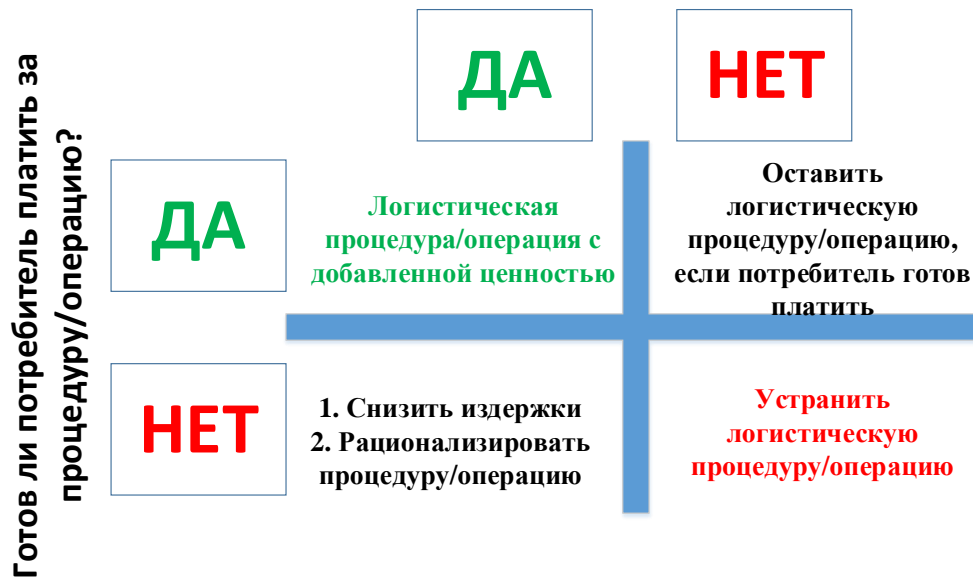 Готов ли потребитель платить за
процедуру/операцию?
ДА
НЕТ
ДА
Логистическая
процедура/операция с
добавленной ценностью
Оставить
логистическую
процедуру/операцию,
если потребитель готов
платить
НЕТ
1. Снизить издержки
2. Рационализировать
процедуру/операцию
Устранить
логистическую
процедуру/операцию